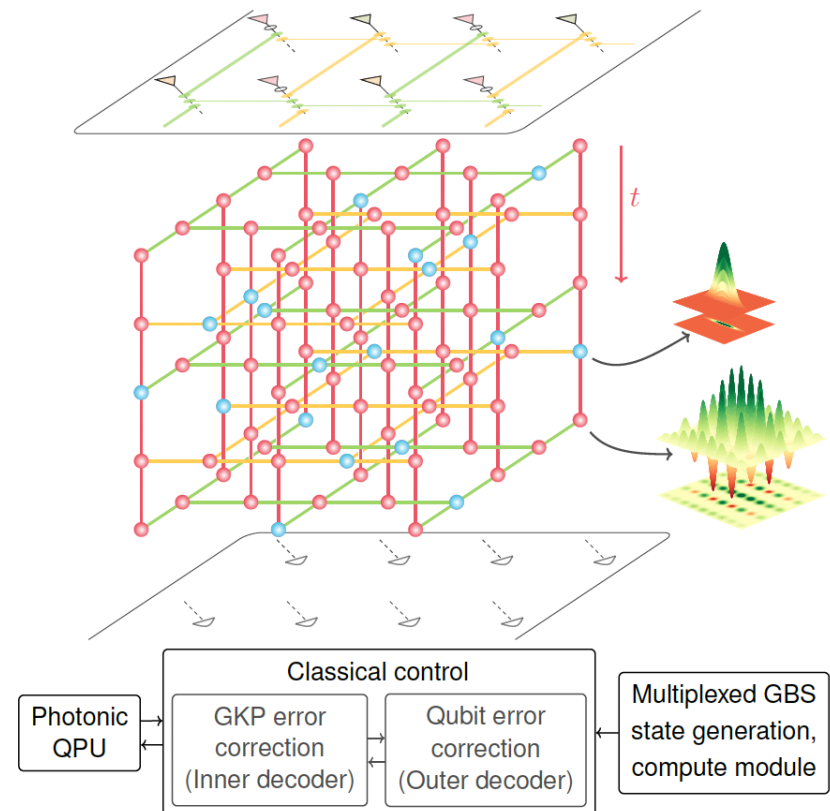 t
Classical control
Photonic
QPU
GKP error
correction
(Inner decoder)
Qubit error
correction
(Outer decoder)
Multiplexed GBS
state generation,
compute module